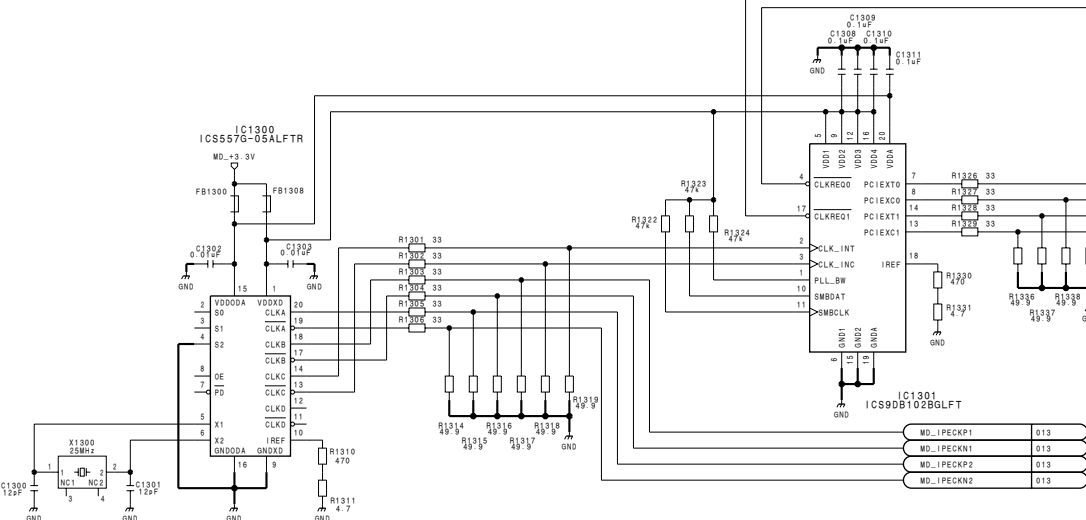 C1309
0.1uF
C1308 C1310
0.1uF 0.1uF
C1311
0.1uF
GND
IC1300
ICS557G-05ALFTR
MD_+3.3V
FB1300 FB1308
C1302
0.01uF
C1303
0.01uF
GND GND
15 1
VDDODA VDDXD
2 S0
3 S1
4 S2
8 OE
7 PD
5 X1
6 X2
CLKA 20
CLKA 19
CLKB 18
CLKB 17
CLKC 14
CLKC 13
CLKD 12
CLKD 11
IREF 10
GNDODA GNDXD
16 9
GND
X1300
25MHz
1 1 2 2
NC1 NC2
3 4
C1300
12pF
C1301
12pF
GND GND
R1310
470
R1311
4.7
GND
R1301 33
R1302 33
R1303 33
R1304 33
R1305 33
R1306 33
R1314
49.9
R1315
49.9
R1316
49.9
R1317
49.9
R1318
49.9
R1319
49.9
GND
R1323
47k
R1322
47k
R1324
47k
5 9 12 16 20
VDD1 VDD2 VDD3 VDD4 VDDA
4 CLKREQ0
17 CLKREQ1
2 CLK_INT
3 CLK_INC
1 PLL_BW
10 SMBDAT
11 SMBCLK
PCIEXT0 7
PCIEXC0 8
PCIEXT1 14
PCIEXC1 13
IREF 18
GND1 GND2 GNDA
6 15 19
GND
IC1301
ICS9DB102BGLFT
R1326 33
R1327 33
R1328 33
R1329 33
R1330
470
R1331
4.7
GND
R1336
49.9
R1337
49.9
R1338
49.9
MD_IPECKP1 013
MD_IPECKN1 013
MD_IPECKP2 013
MD_IPECKN2 013